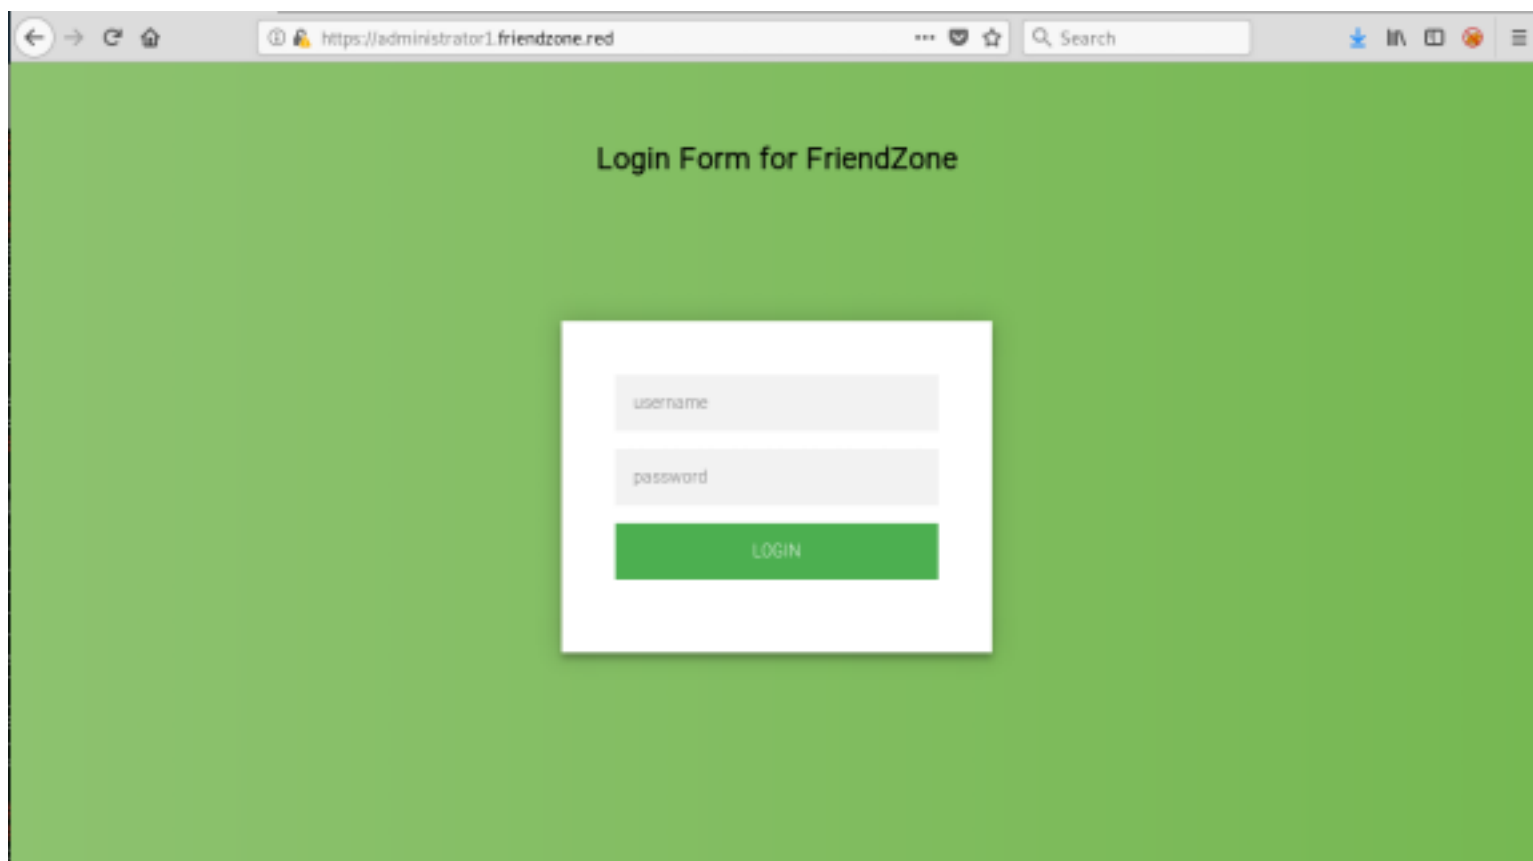 https://administrator1.friendzone.red
Search
Login Form for FriendZone
username
password
LOGIN